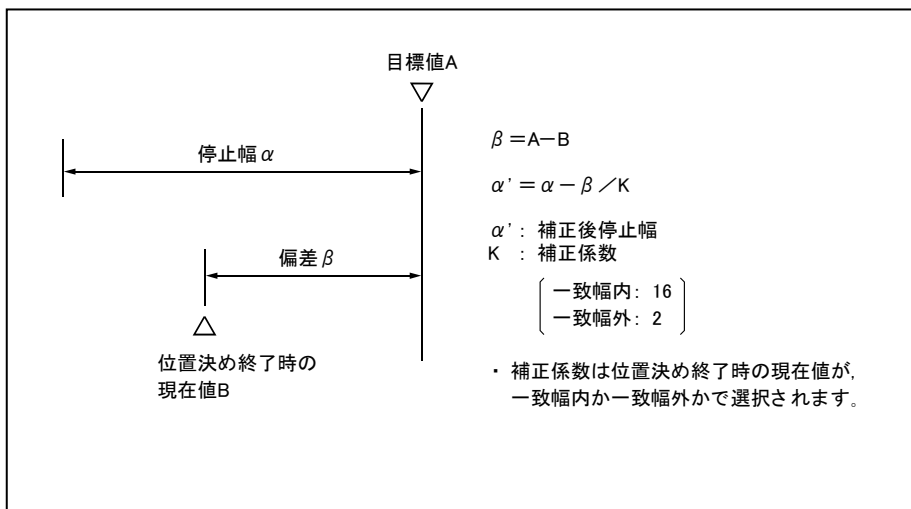 目標値A
停止幅α
偏差β
位置決め終了時の
現在値B
β=A-B
α'=α-β/K
α': 補正後停止幅
K : 補正係数
一致幅内: 16
一致幅外: 2
・ 補正係数は位置決め終了時の現在値が,
一致幅内か一致幅外かで選択されます。